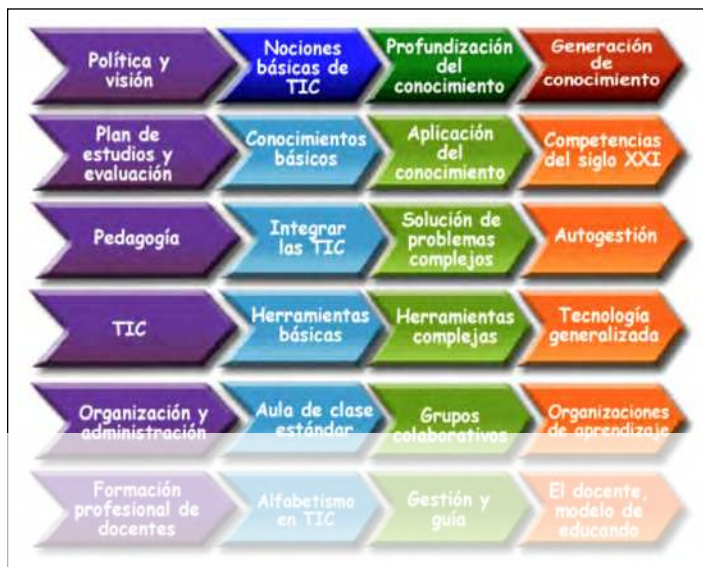 Política y
visión
Nociones
básicas de
TIC
Profundización
del
conocimiento
Generación
de
conocimiento
Plan de
estudios y
evaluación
Conocimientos
básicos
Aplicación
del
conocimiento
Competencias
del siglo XXI
Pedagogía
Integrar
las TIC
Solución de
problemas
complejos
Autogestión
TIC
Herramientas
básicas
Herramientas
complejas
Tecnología
generalizada
Organización y
administración
Aula de clase
estándar
Grupos
colaborativos
Organizaciones
de aprendizaje
Formación
profesional de
docentes
Alfabetismo
en TIC
Gestión y
guía
El docente,
modelo de
educando